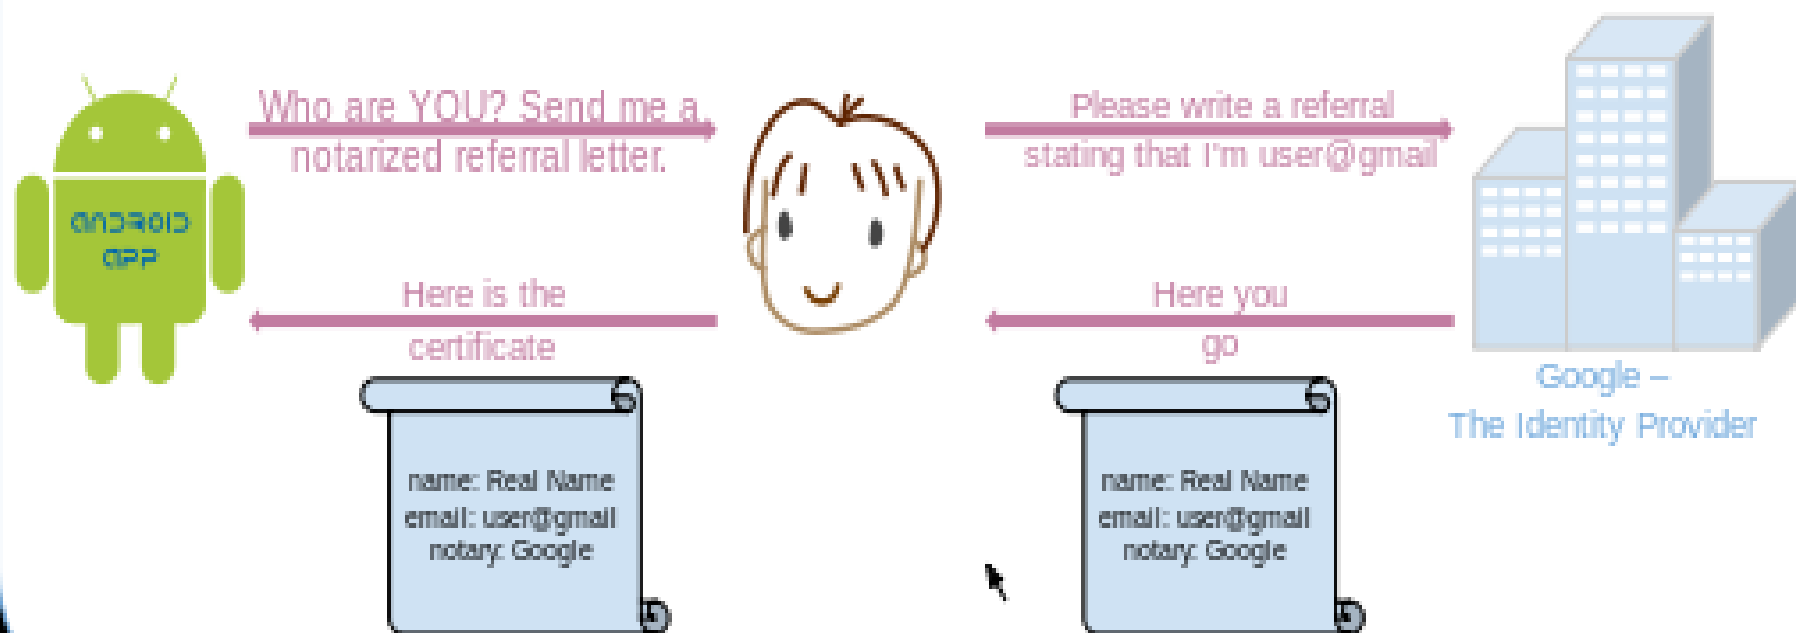 Who are YOU? Send me a
notarized referral letter.
Please write a referral
stating that I'm user@gmail
ANDROID
APP
Here is the
certificate
Here you
go
Google –
The Identity Provider
name: Real Name
email: user@gmail
notary: Google
name: Real Name
email: user@gmail
notary: Google